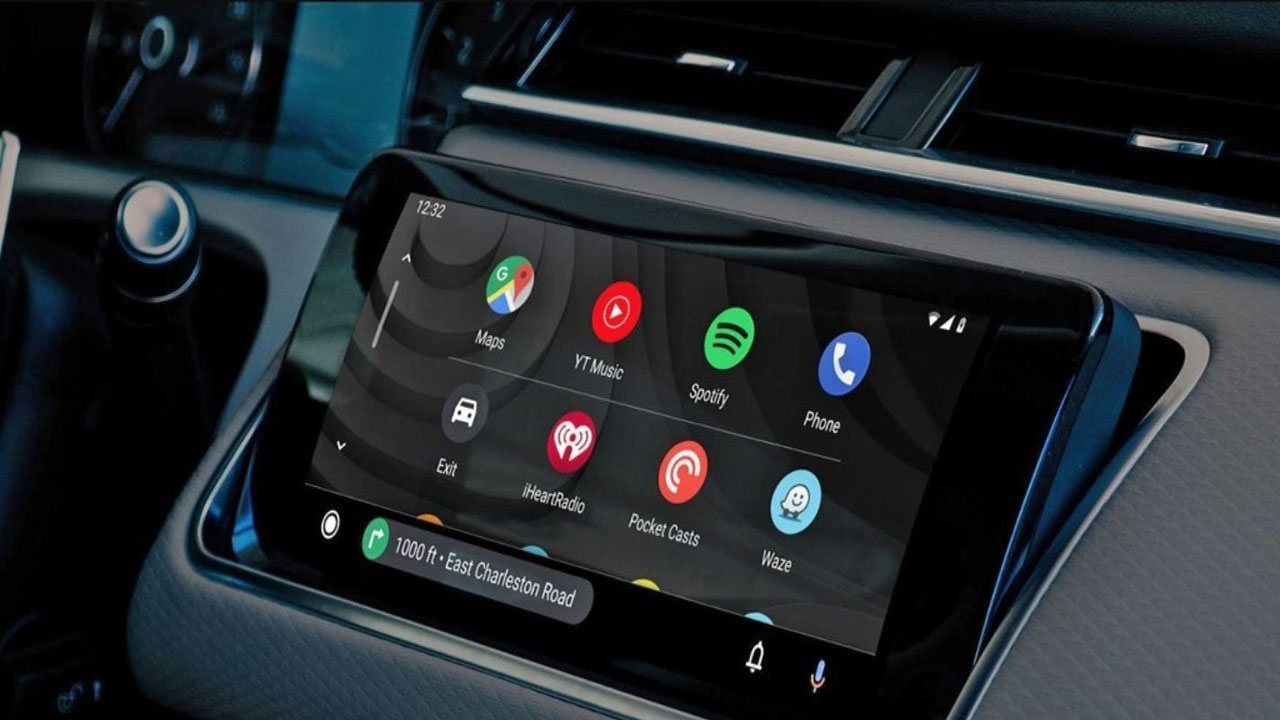 12:32
G
Maps
YT Music
Spotify
Phone
Exit
iHeartRadio
Pocket Casts
Waze
1000 ft • East Charleston Road